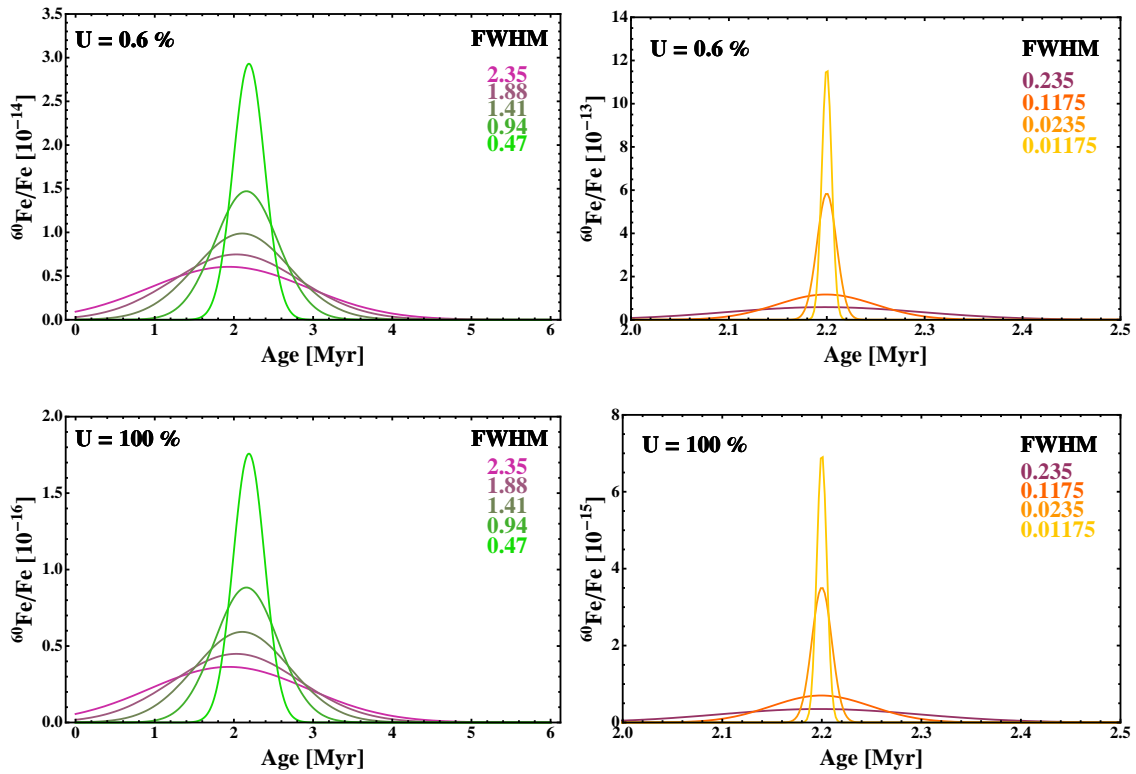 U = 0.6 %
FWHM
2.35
1.88
1.41
0.94
0.47
3.5
3.0
2.5
2.0
1.5
1.0
0.5
0.0
⁶⁰Fe/Fe [10⁻¹⁴]
0 1 2 3 4 5 6
Age [Myr]
U = 0.6 %
FWHM
0.235
0.1175
0.0235
0.01175
14
12
10
8
6
4
2
0
⁶⁰Fe/Fe [10⁻¹³]
2.0 2.1 2.2 2.3 2.4 2.5
Age [Myr]
U = 100 %
FWHM
2.35
1.88
1.41
0.94
0.47
2.0
1.5
1.0
0.5
0.0
⁶⁰Fe/Fe [10⁻¹⁶]
0 1 2 3 4 5 6
Age [Myr]
U = 100 %
FWHM
0.235
0.1175
0.0235
0.01175
8
6
4
2
0
⁶⁰Fe/Fe [10⁻¹⁵]
2.0 2.1 2.2 2.3 2.4 2.5
Age [Myr]